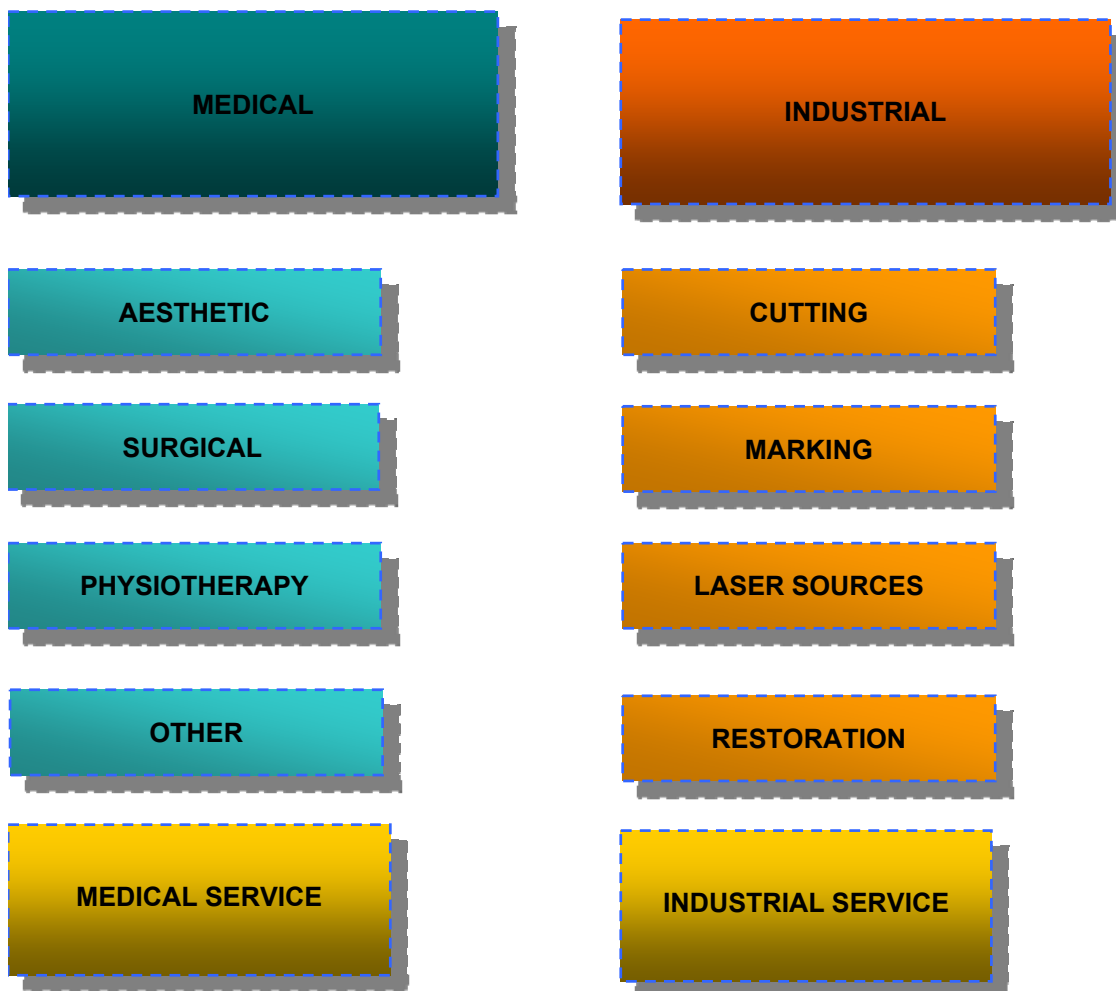 MEDICAL
INDUSTRIAL
AESTHETIC
CUTTING
SURGICAL
MARKING
PHYSIOTHERAPY
LASER SOURCES
OTHER
RESTORATION
MEDICAL SERVICE
INDUSTRIAL SERVICE